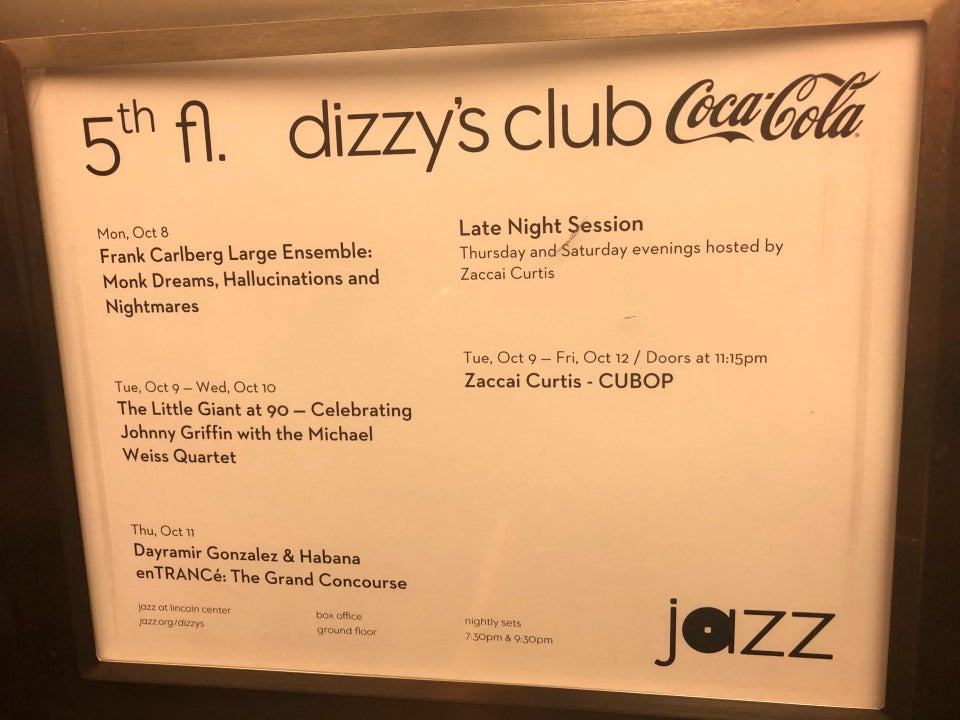 5th fl. dizzy's club Coca-Cola
Mon, Oct 8
Frank Carlberg Large Ensemble:
Monk Dreams, Hallucinations and
Nightmares
Tue, Oct 9 – Wed, Oct 10
The Little Giant at 90 – Celebrating
Johnny Griffin with the Michael
Weiss Quartet
Thu, Oct 11
Dayramir Gonzalez & Habana
enTRANCé: The Grand Concourse
Late Night Session
Thursday and Saturday evenings hosted by
Zaccai Curtis
Tue, Oct 9 – Fri, Oct 12 / Doors at 11:15pm
Zaccai Curtis - CUBOP
jazz at lincoln center
jazz.org/dizzys
box office
ground floor
nightly sets
7:30pm & 9:30pm
jazz